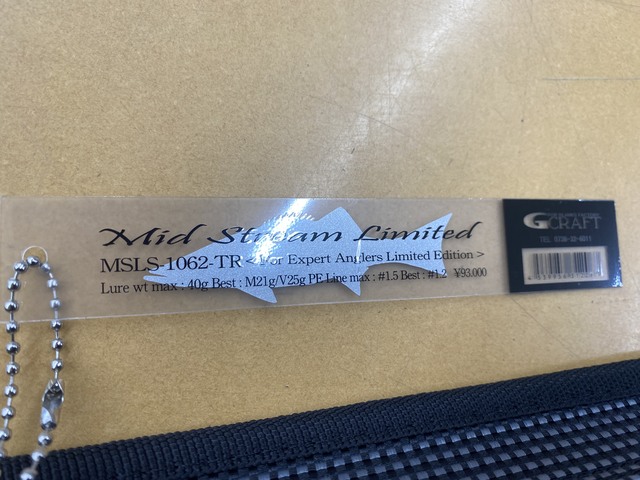 Mid Stream Limited
MSLS-1062-TR <For Expert Anglers Limited Edition>
Lure wt max : 40g Best : M21g/V25g PE Line max : #1.5 Best : #1.2 ¥93.000
G CRAFT